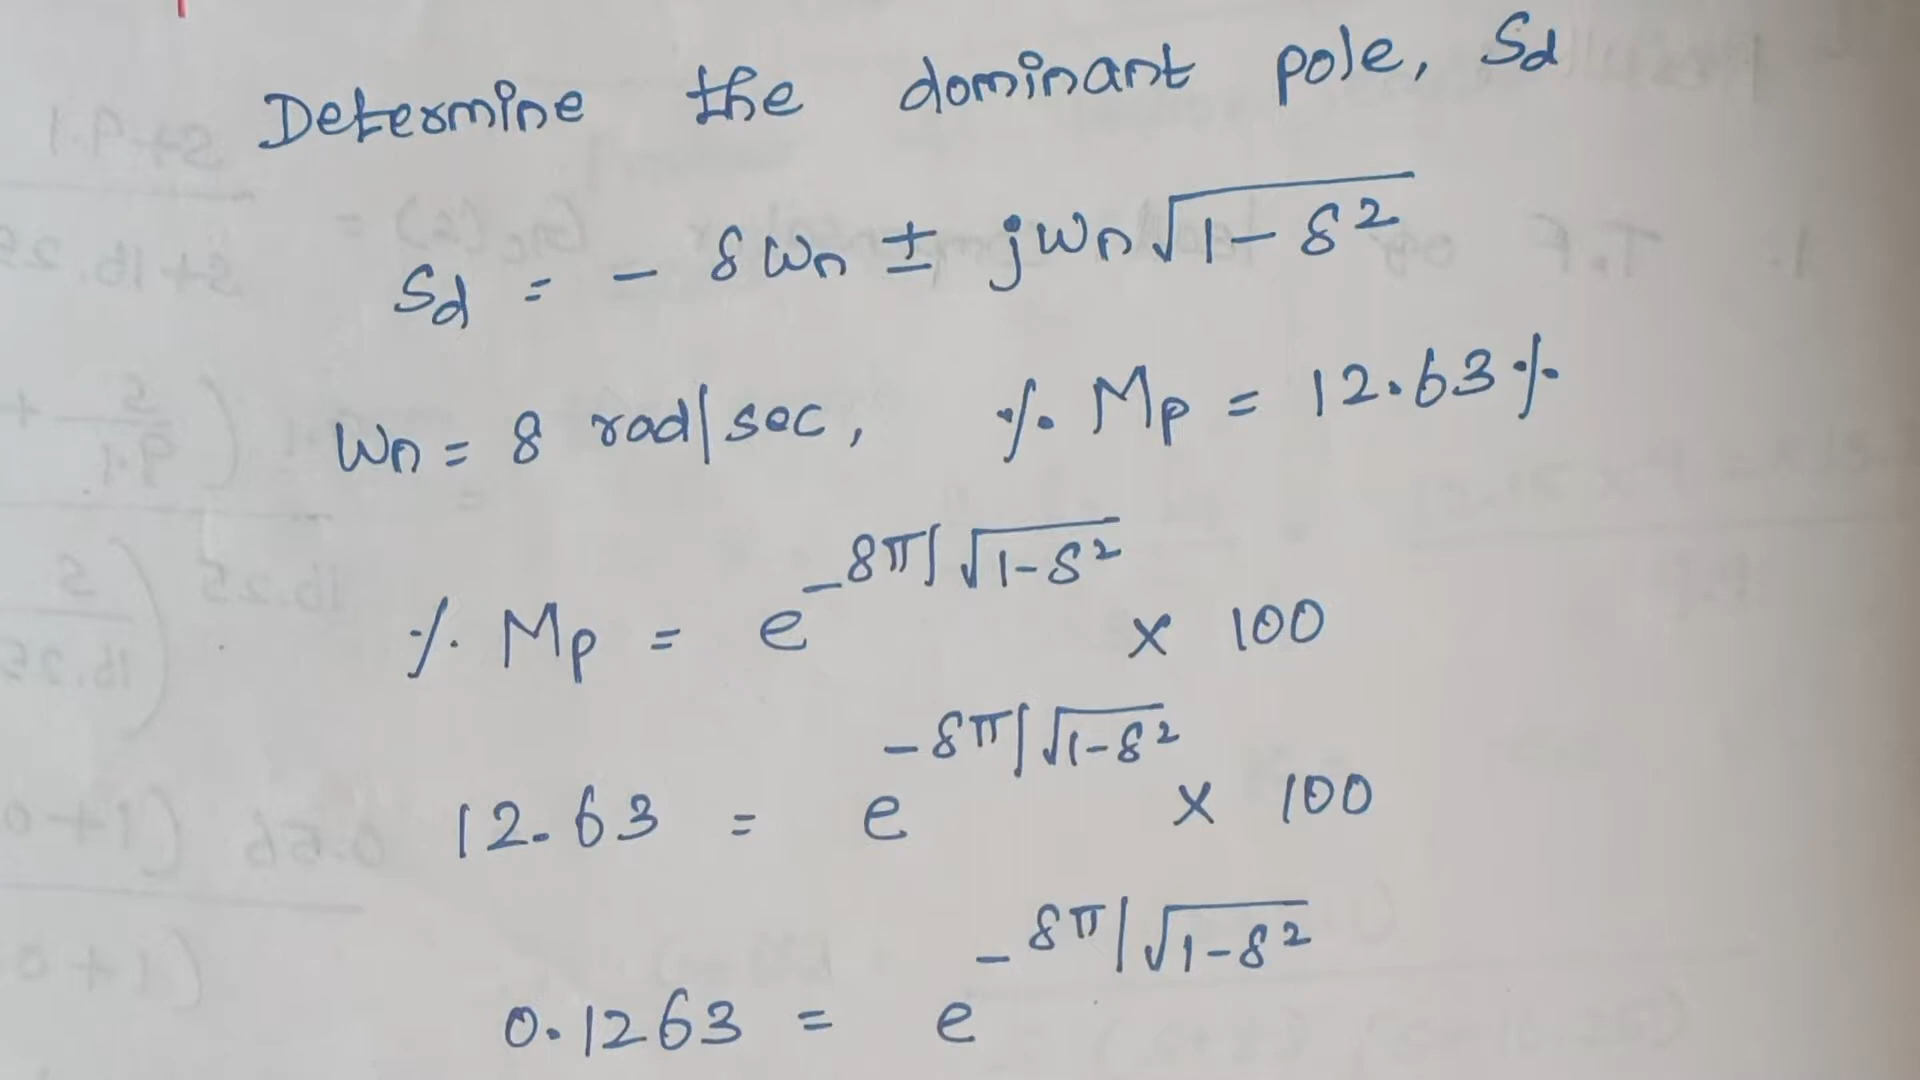 Determine the dominant pole, Sd
Sd = - δωn ± jωn√1-δ²
ωn = 8 rad/sec, % Mp = 12.63%
% Mp = e^-δπ/√1-δ² × 100
12.63 = e^-δπ/√1-δ² × 100
0.1263 = e^-δπ/√1-δ²